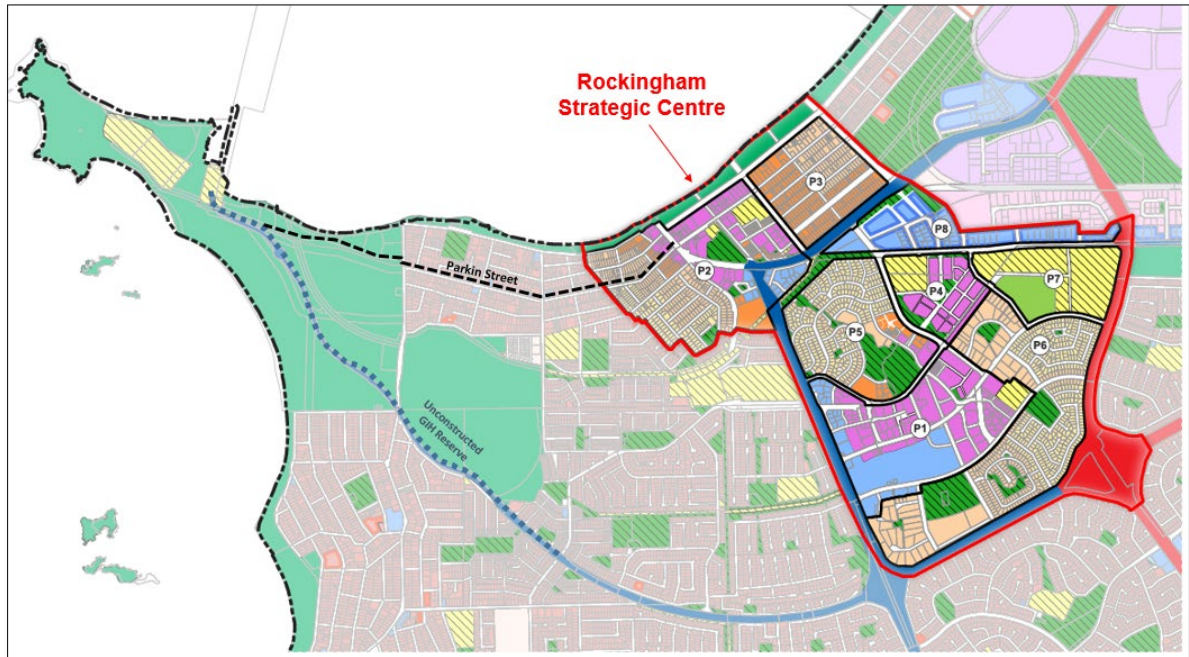 Rockingham
Strategic Centre
P3
P8
P2
Parkin Street
P7
P4
P5
P6
P1
Unconstructed
GiH Reserve